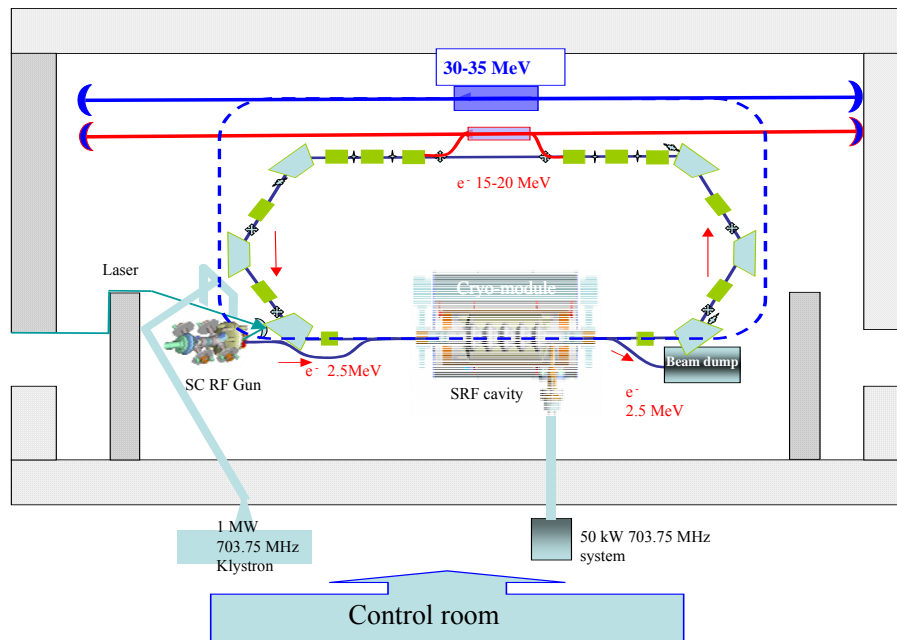 30-35 MeV
e- 15-20 MeV
Laser
Cryo-module
SC RF Gun
e- 2.5MeV
SRF cavity
Beam dump
e-
2.5 MeV
1 MW
703.75 MHz
Klystron
50 kW 703.75 MHz
system
Control room